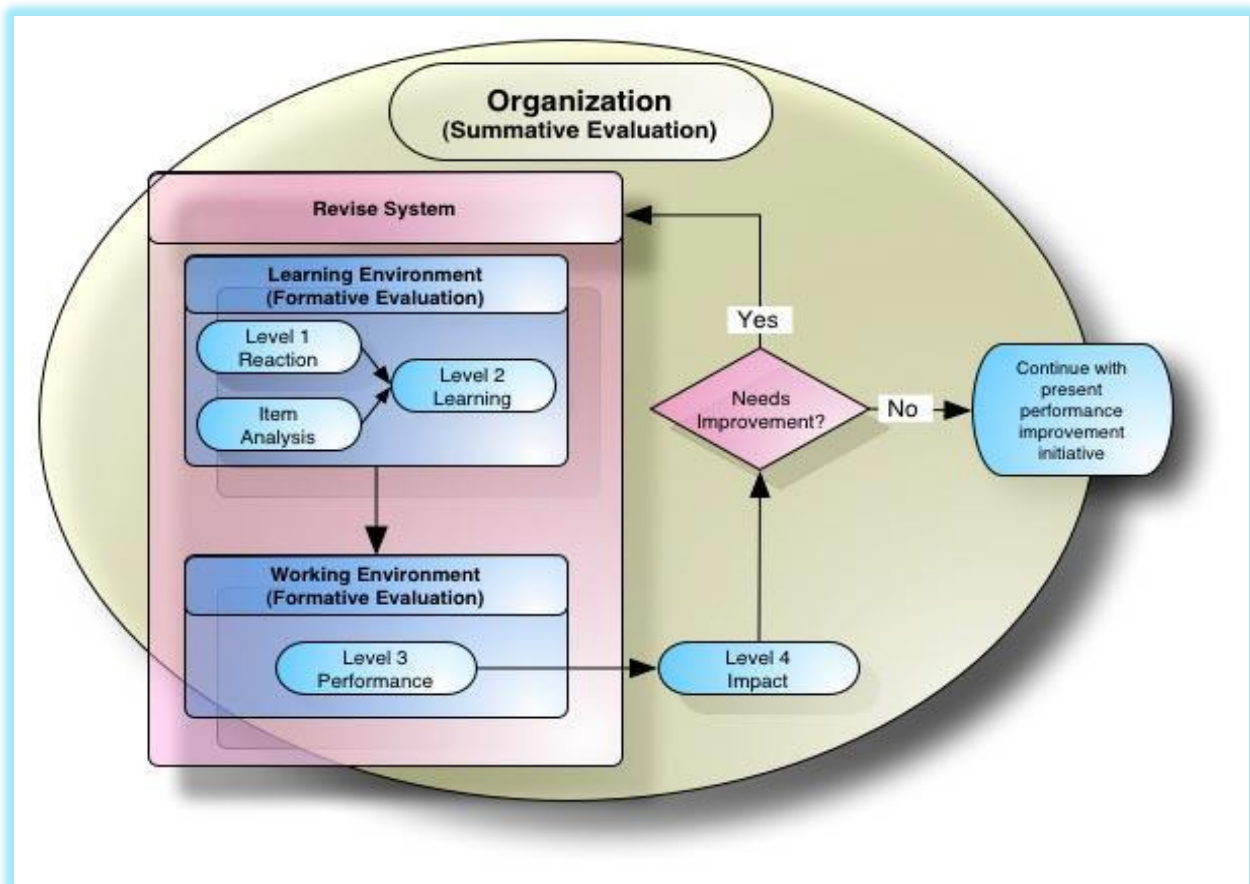 Organization
(Summative Evaluation)
Revise System
Learning Environment
(Formative Evaluation)
Level 1
Reaction
Level 2
Learning
Item
Analysis
Working Environment
(Formative Evaluation)
Level 3
Performance
Level 4
Impact
Needs
Improvement?
Yes
No
Continue with
present
performance
improvement
initiative